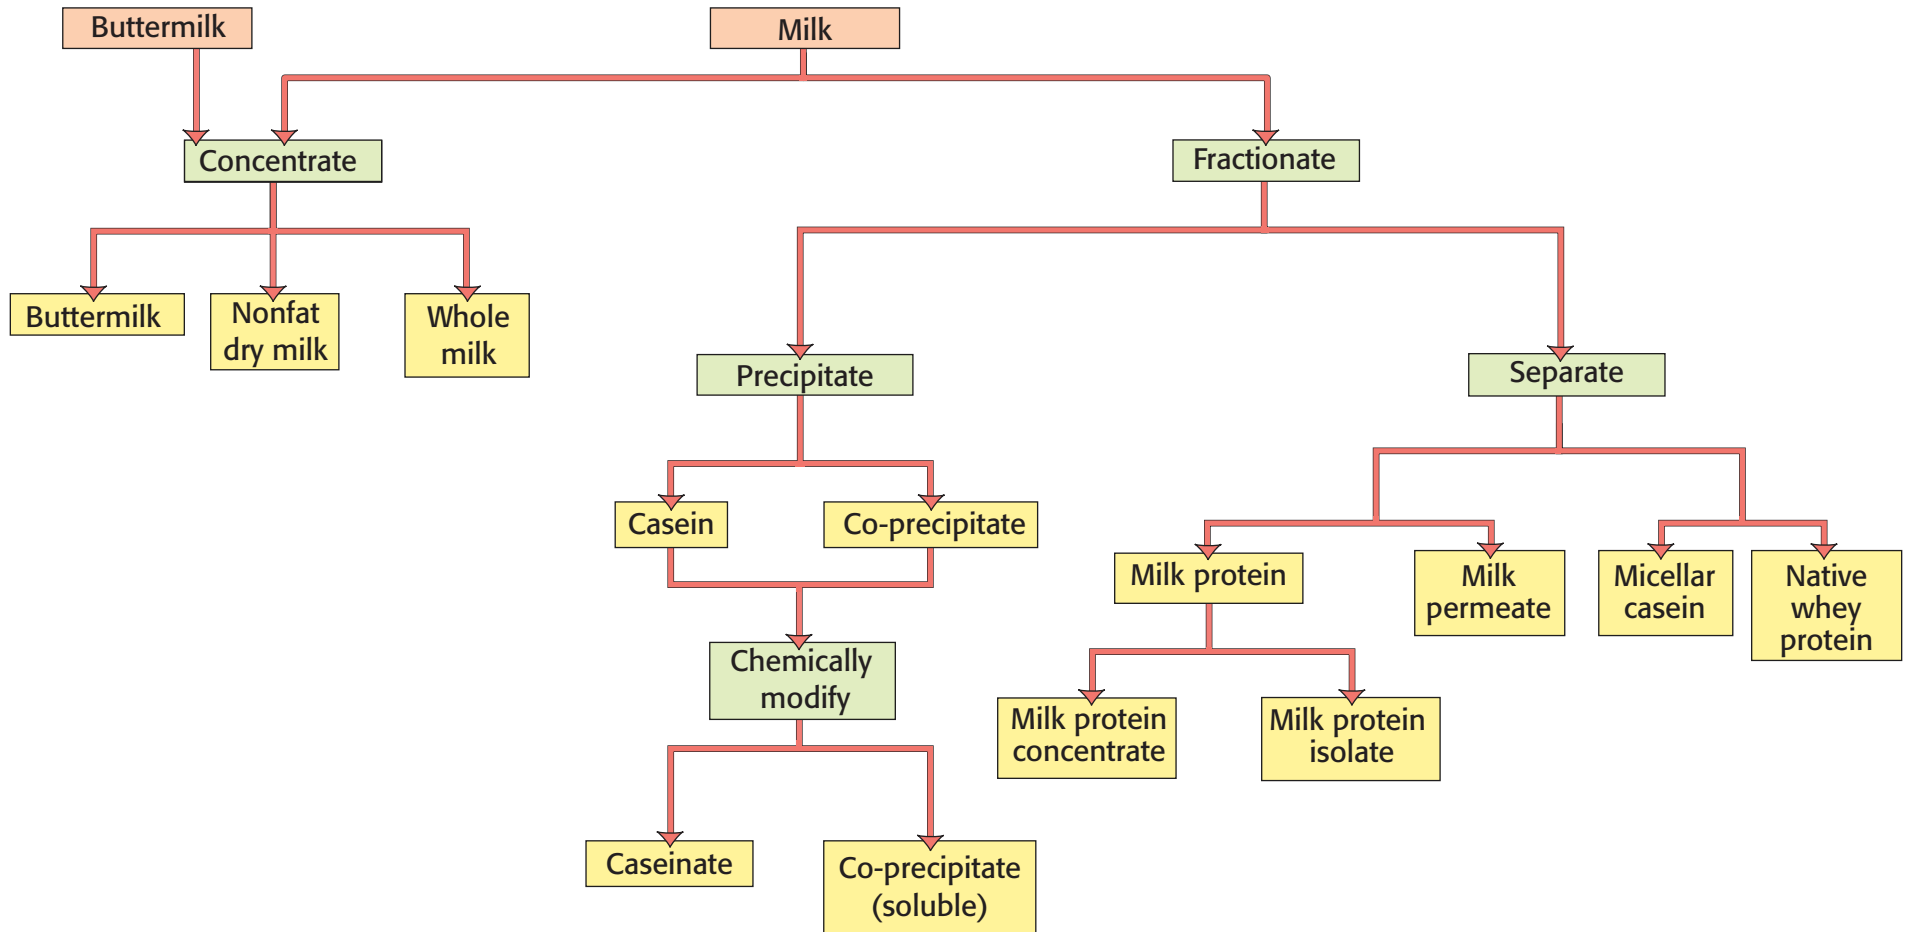 Buttermilk
Milk
Concentrate
Fractionate
Buttermilk
Nonfat
dry milk
Whole
milk
Precipitate
Separate
Casein
Co-precipitate
Milk protein
Milk
permeate
Micellar
casein
Native
whey
protein
Chemically
modify
Milk protein
concentrate
Milk protein
isolate
Caseinate
Co-precipitate
(soluble)